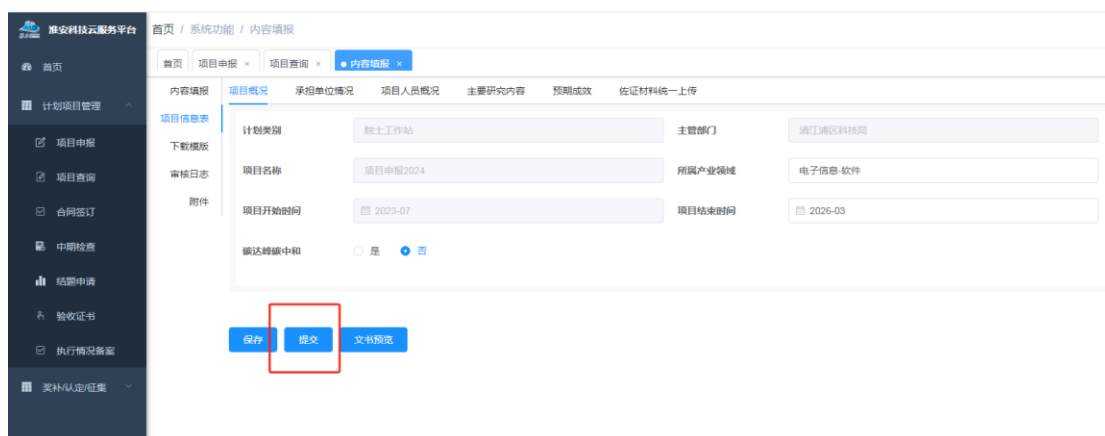 淮安科技云服务平台
首页 / 系统功能 / 内容填报
首页
首页 项目申报 × 项目查询 × 内容填报 ×
计划项目管理
项目申报
项目查询
合同签订
中期检查
结题申请
验收证书
执行情况备案
奖补/认定/征集
内容填报
项目信息表
下载模版
审核日志
附件
项目概况 承担单位情况 项目人员概况 主要研究内容 预期成效 佐证材料统一上传
计划类别 院士工作站 主管部门 清江浦区科技局
项目名称 项目申报2024 所属产业领域 电子信息-软件
项目开始时间 2023-07 项目结束时间 2026-03
碳达峰碳中和 是 否
保存 提交 文书预览